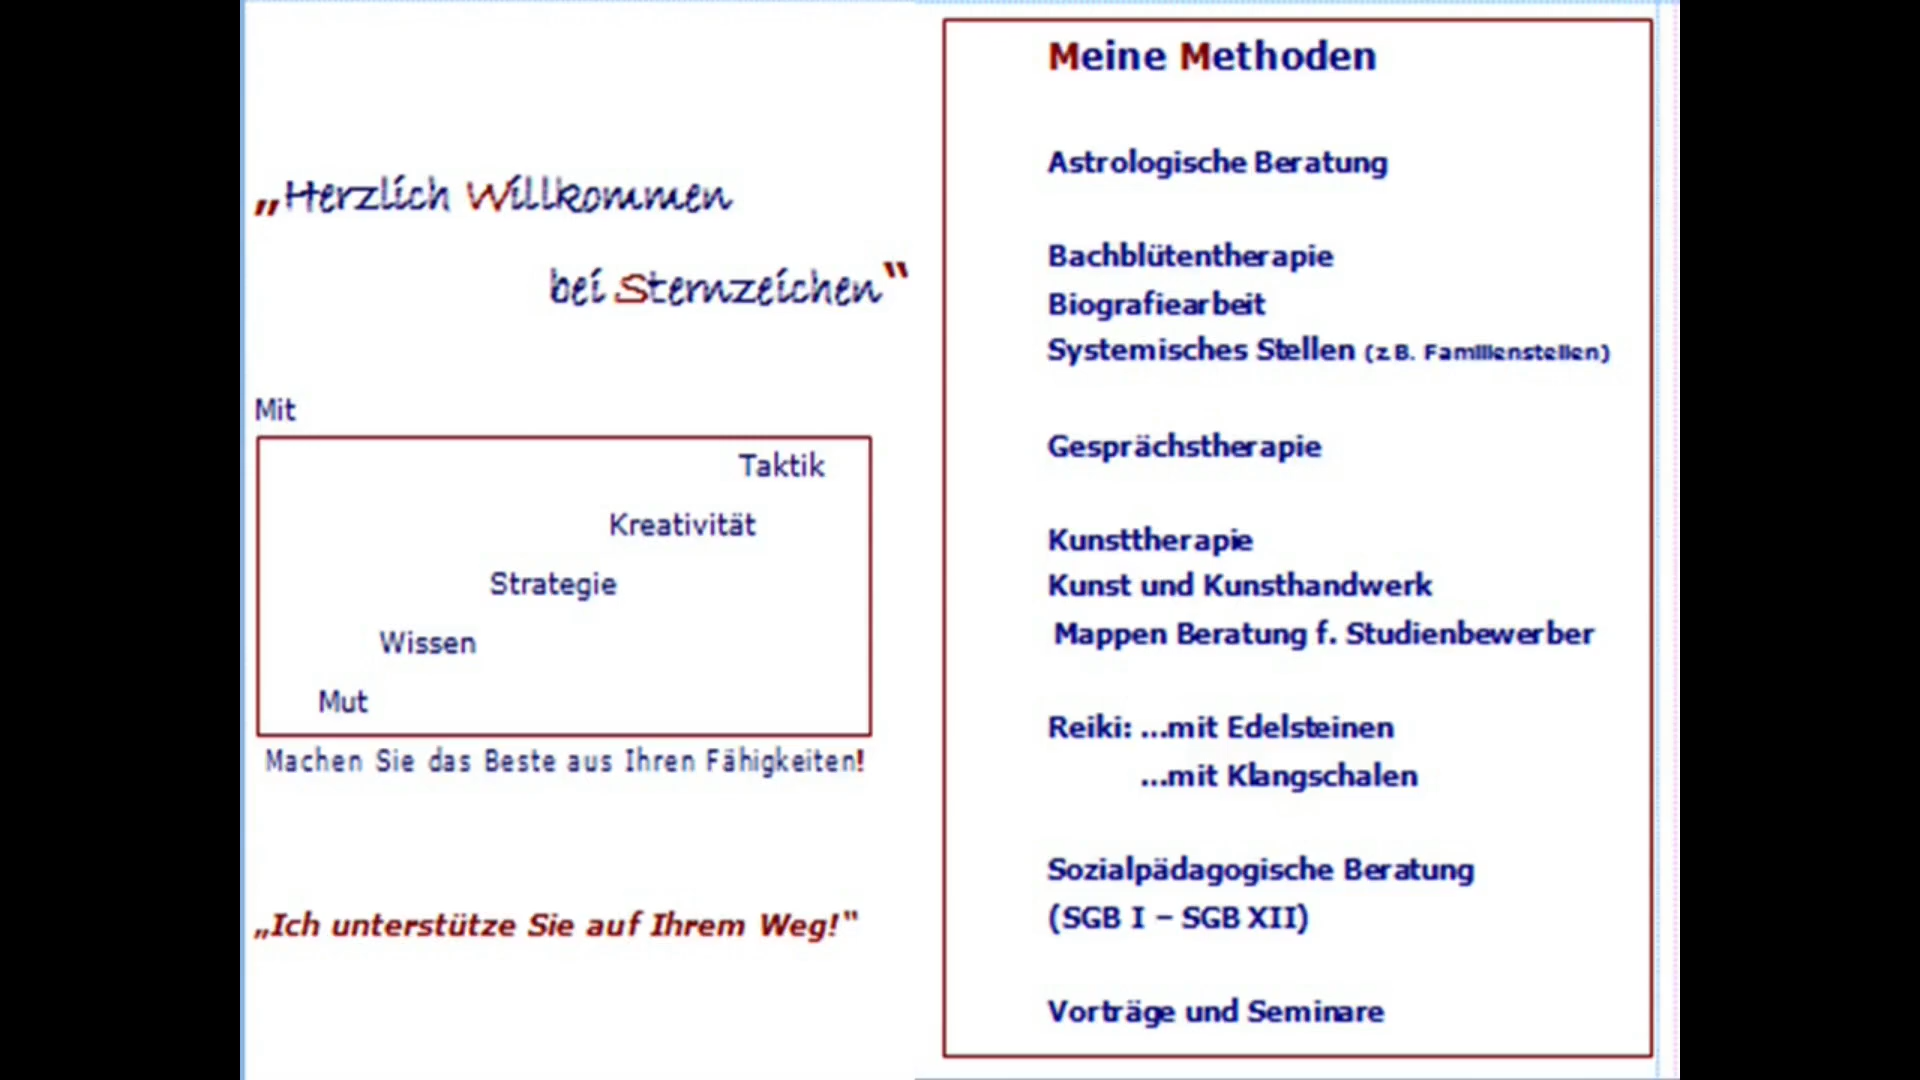 „Herzlich Willkommen
bei Sternzeichen“
Mit
Taktik
Kreativität
Strategie
Wissen
Mut
Machen Sie das Beste aus Ihren Fähigkeiten!
„Ich unterstütze Sie auf Ihrem Weg!“
Meine Methoden
Astrologische Beratung
Bachblütentherapie
Biografiearbeit
Systemisches Stellen (z.B. Familienstellen)
Gesprächstherapie
Kunsttherapie
Kunst und Kunsthandwerk
Mappen Beratung f. Studienbewerber
Reiki: ...mit Edelsteinen
...mit Klangschalen
Sozialpädagogische Beratung
(SGB I – SGB XII)
Vorträge und Seminare